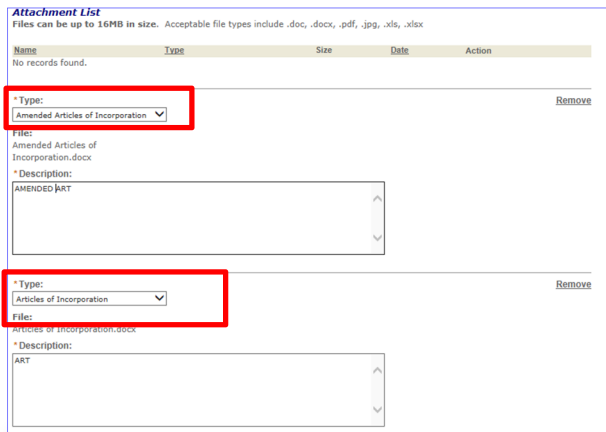 Attachment List
Files can be up to 16MB in size. Acceptable file types include .doc, .docx, .pdf, .jpg, .xls, .xlsx
Name Type Size Date Action
No records found.
*Type: Remove
Amended Articles of Incorporation
File:
Amended Articles of
Incorporation.docx
*Description:
AMENDED ART
*Type: Remove
Articles of Incorporation
File:
Articles of Incorporation.docx
*Description:
ART